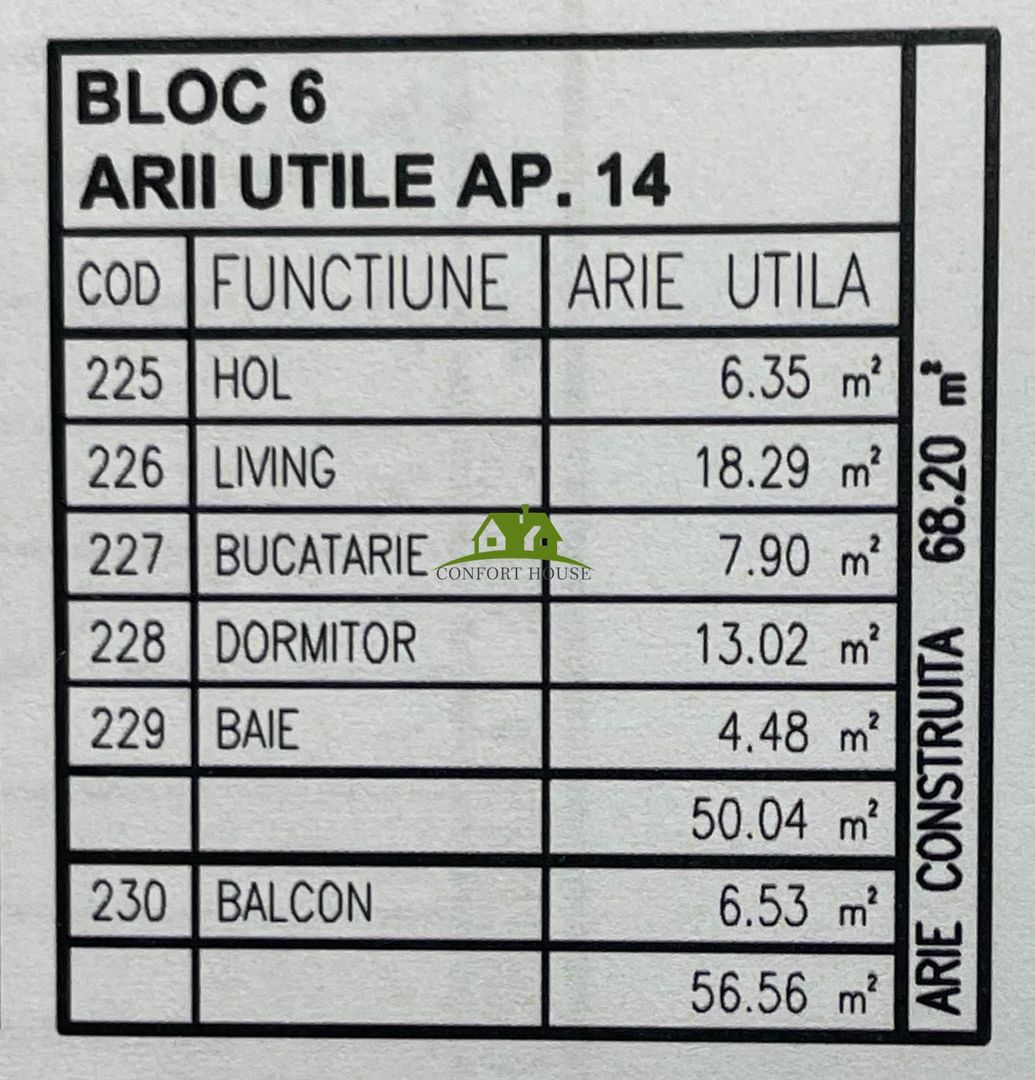 BLOC 6
ARII UTILE AP. 14
COD FUNCTIUNE ARIE UTILA
225 HOL 6.35 m²
226 LIVING 18.29 m²
227 BUCATARIE 7.90 m²
CONFORT HOUSE
228 DORMITOR 13.02 m²
229 BAIE 4.48 m²
50.04 m²
230 BALCON 6.53 m²
56.56 m²
ARIE CONSTRUITA 68.20 m²